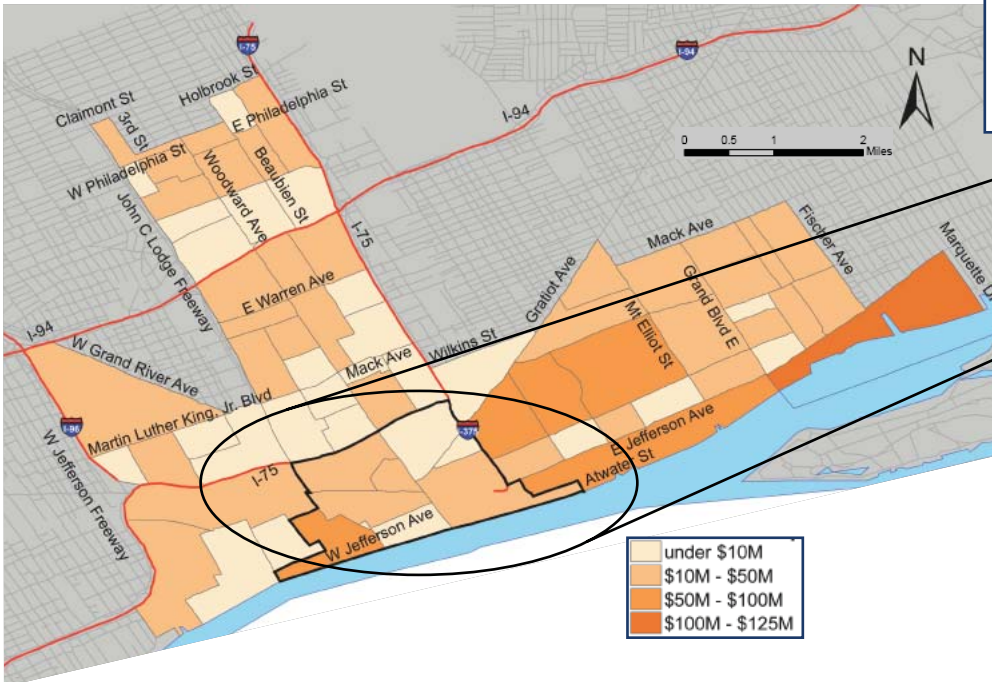 I-75
I-94
N
Holbrook St
E Philadelphia St
Claimont St
3rd St
I-94
0 0.5 1 2
Miles
W Philadelphia St
Woodward Ave
Beaubien St
John C Lodge Freeway
I-75
Mack Ave
Fischer Ave
Marquette D
E Warren Ave
Gratiot Ave
Grand Blvd E
Mt Elliot St
I-94
W Grand River Ave
Wilkins St
Mack Ave
Martin Luther King, Jr. Blvd
I-96
I-375
E Jefferson Ave
W Jefferson Freeway
I-75
Atwater St
W Jefferson Ave
under $10M
$10M - $50M
$50M - $100M
$100M - $125M